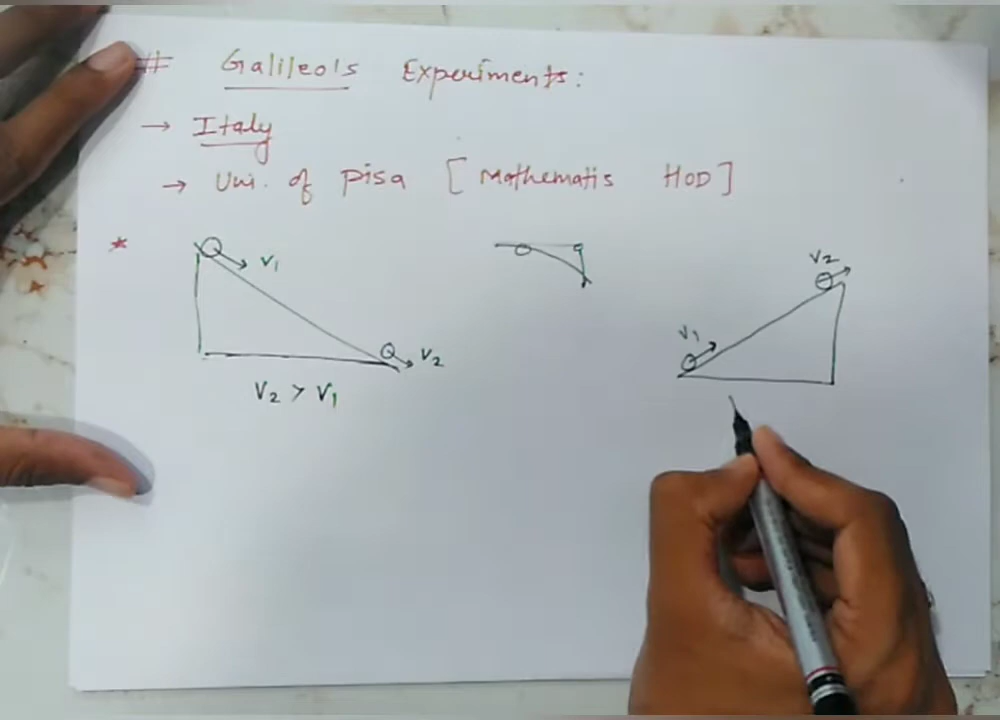 # Galileo's Experiments:
→ Italy
→ Uni. of Pisa [Mathematis HOD]
*
V1
V2
V2 > V1
V1
V2